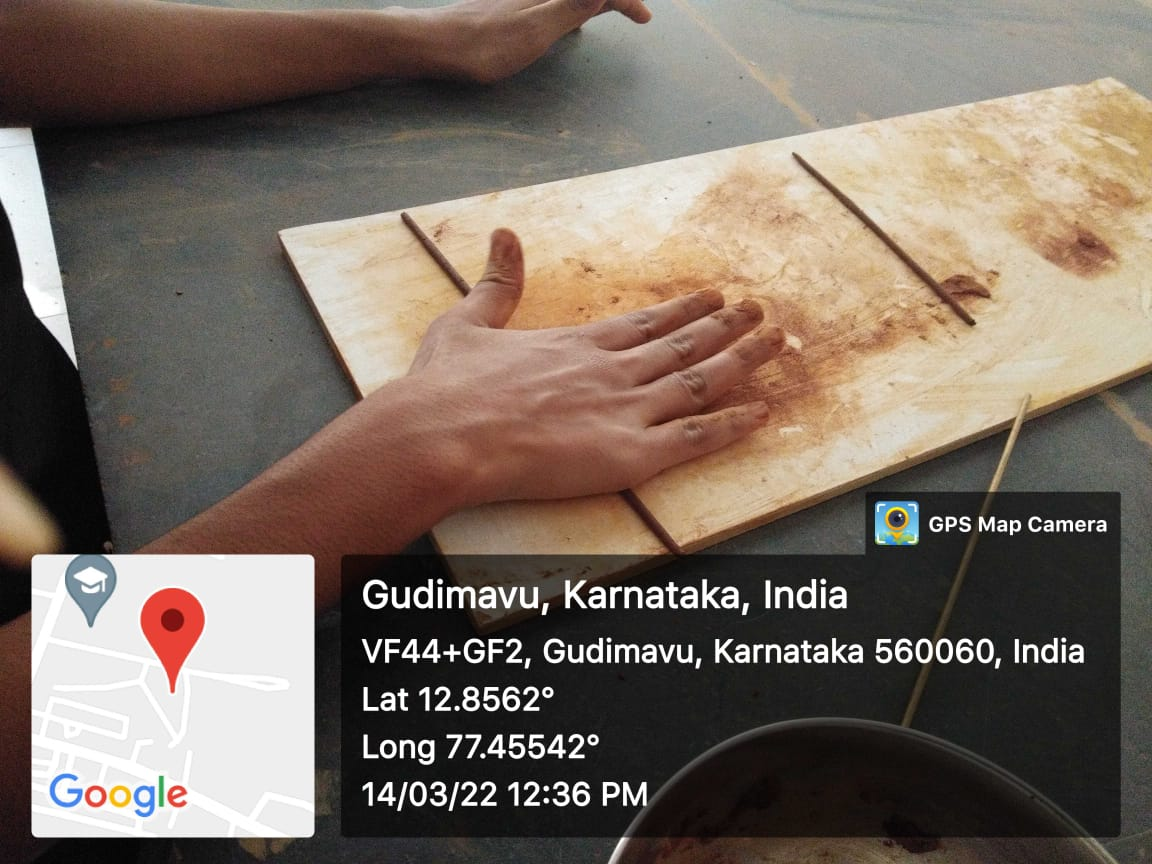 GPS Map Camera
Gudimavu, Karnataka, India
VF44+GF2, Gudimavu, Karnataka 560060, India
Lat 12.8562°
Long 77.45542°
14/03/22 12:36 PM
Google